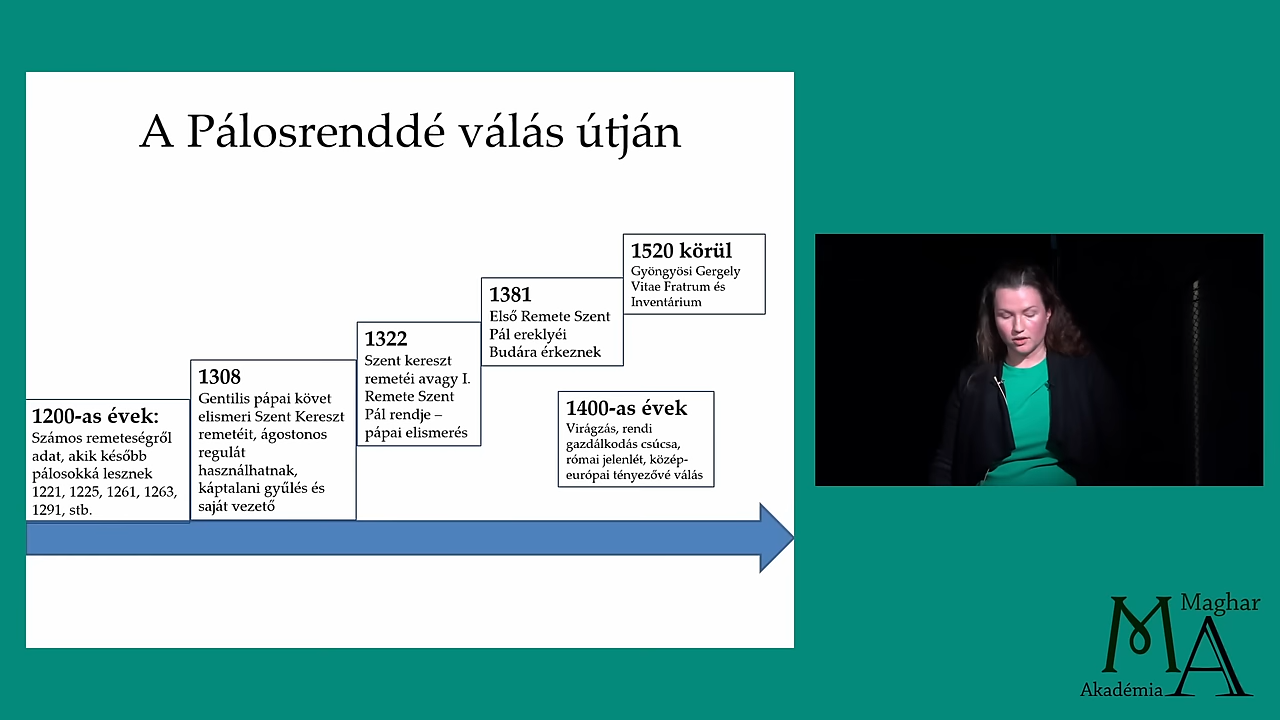 A Pálosrenddé válás útján
1200-as évek:
Számos remeteségről
adat, akik később
pálosokká lesznek
1221, 1225, 1261, 1263,
1291, stb.
1308
Gentilis pápai követ
elismeri Szent Kereszt
remetéit, ágostonos
regulát
használhatnak,
káptalani gyűlés és
saját vezető
1322
Szent kereszt
remetéi avagy I.
Remete Szent
Pál rendje –
pápai elismerés
1381
Első Remete Szent
Pál ereklyéi
Budára érkeznek
1520 körül
Gyöngyösi Gergely
Vitae Fratrum és
Inventárium
1400-as évek
Virágzás, rendi
gazdálkodás csúcsa,
római jelenlét, közép-
európai tényezővé válás
Maghar
MA
Akadémia